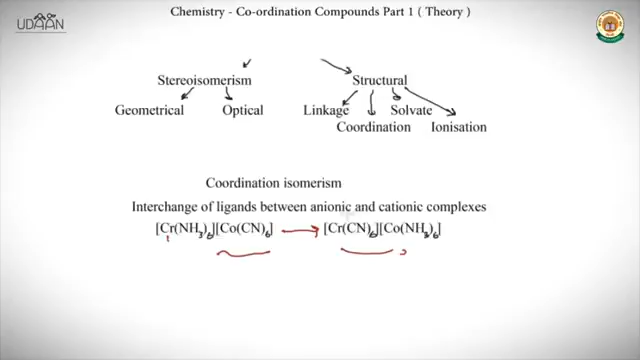 Chemistry - Co-ordination Compounds Part 1 ( Theory )
UDAAN
Stereoisomerism Structural
Geometrical Optical Linkage Solvate
Coordination Ionisation
Coordination isomerism
Interchange of ligands between anionic and cationic complexes
[Cr(NH3)6][Co(CN)6] → [Cr(CN)6][Co(NH3)6]